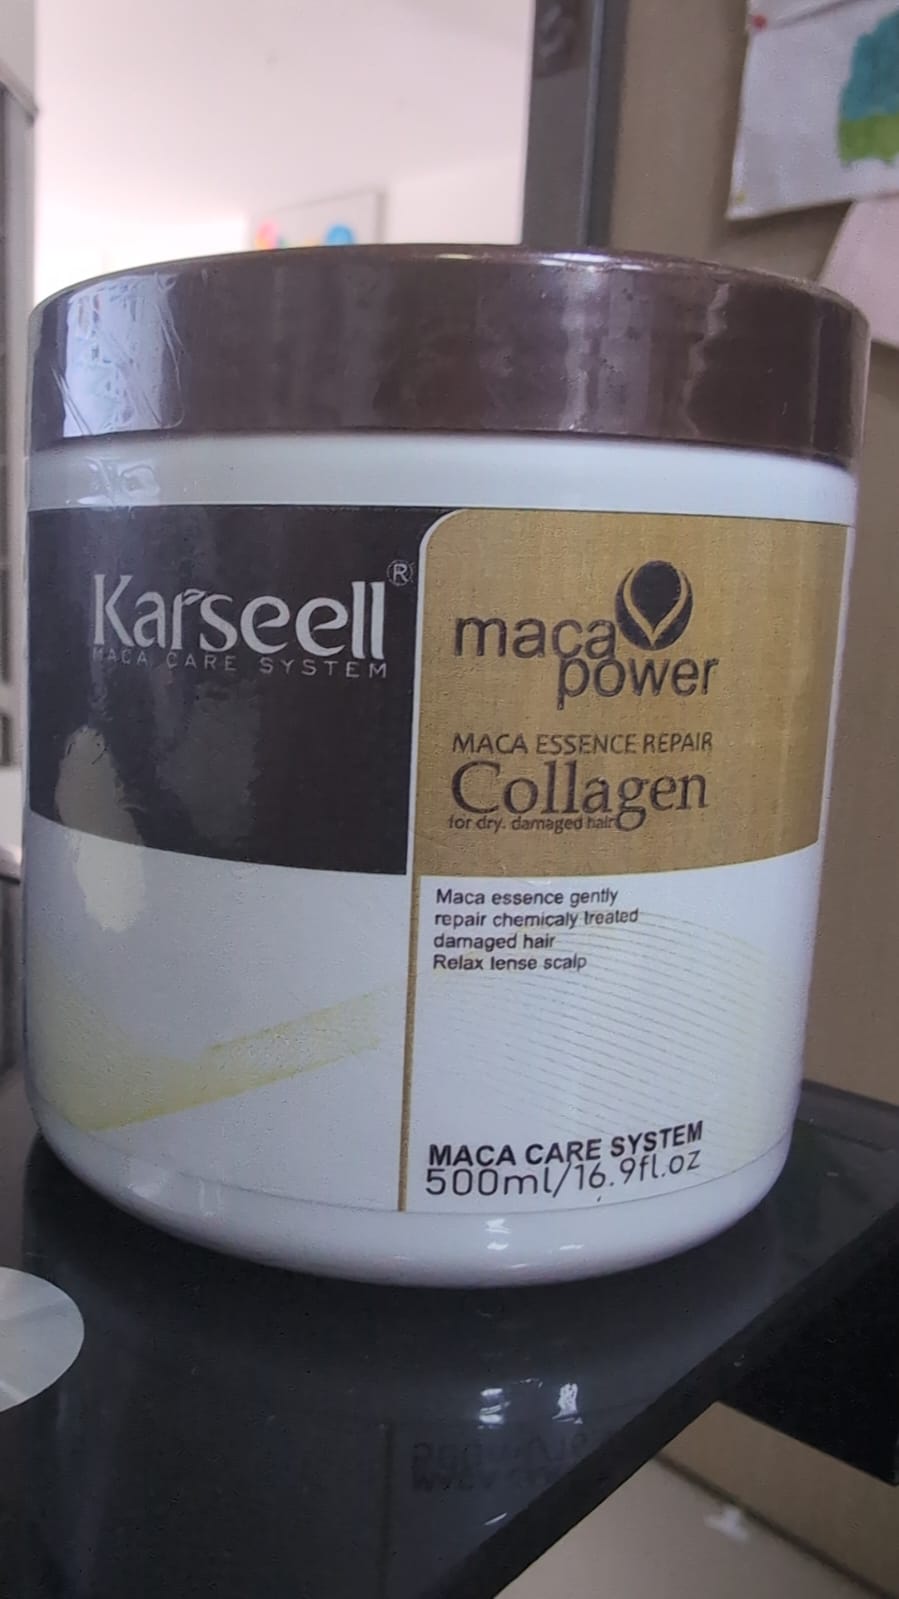 Karseell®
MACA CARE SYSTEM
maca
power
MACA ESSENCE REPAIR
Collagen
for dry. damaged hair
Maca essence gently
repair chemicaly treated
damaged hair
Relax lense scalp
MACA CARE SYSTEM
500ml/16.9fl.oz